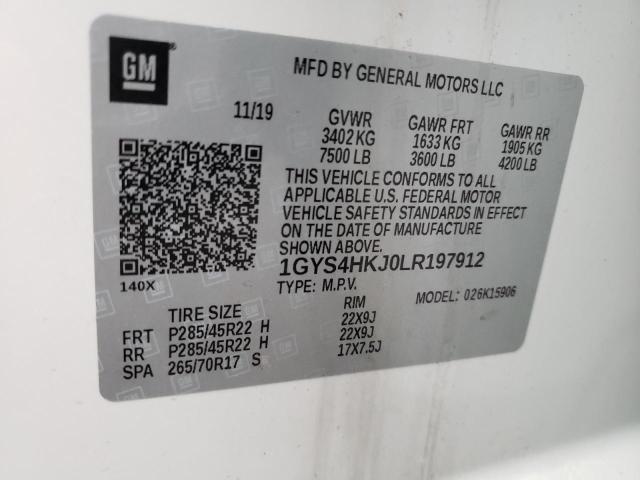 GM
MFD BY GENERAL MOTORS LLC
11/19
GVWR GAWR FRT GAWR RR
3402 KG 1633 KG 1905 KG
7500 LB 3600 LB 4200 LB
THIS VEHICLE CONFORMS TO ALL
APPLICABLE U.S. FEDERAL MOTOR
VEHICLE SAFETY STANDARDS IN EFFECT
ON THE DATE OF MANUFACTURE
1GYS4HKJ0LR197912
140X
TYPE: M.P.V.
MODEL: 026K15906
TIRE SIZE RIM
FRT P285/45R22 H 22X9J
RR P285/45R22 H 22X9J
SPA 265/70R17 S 17X7.5J